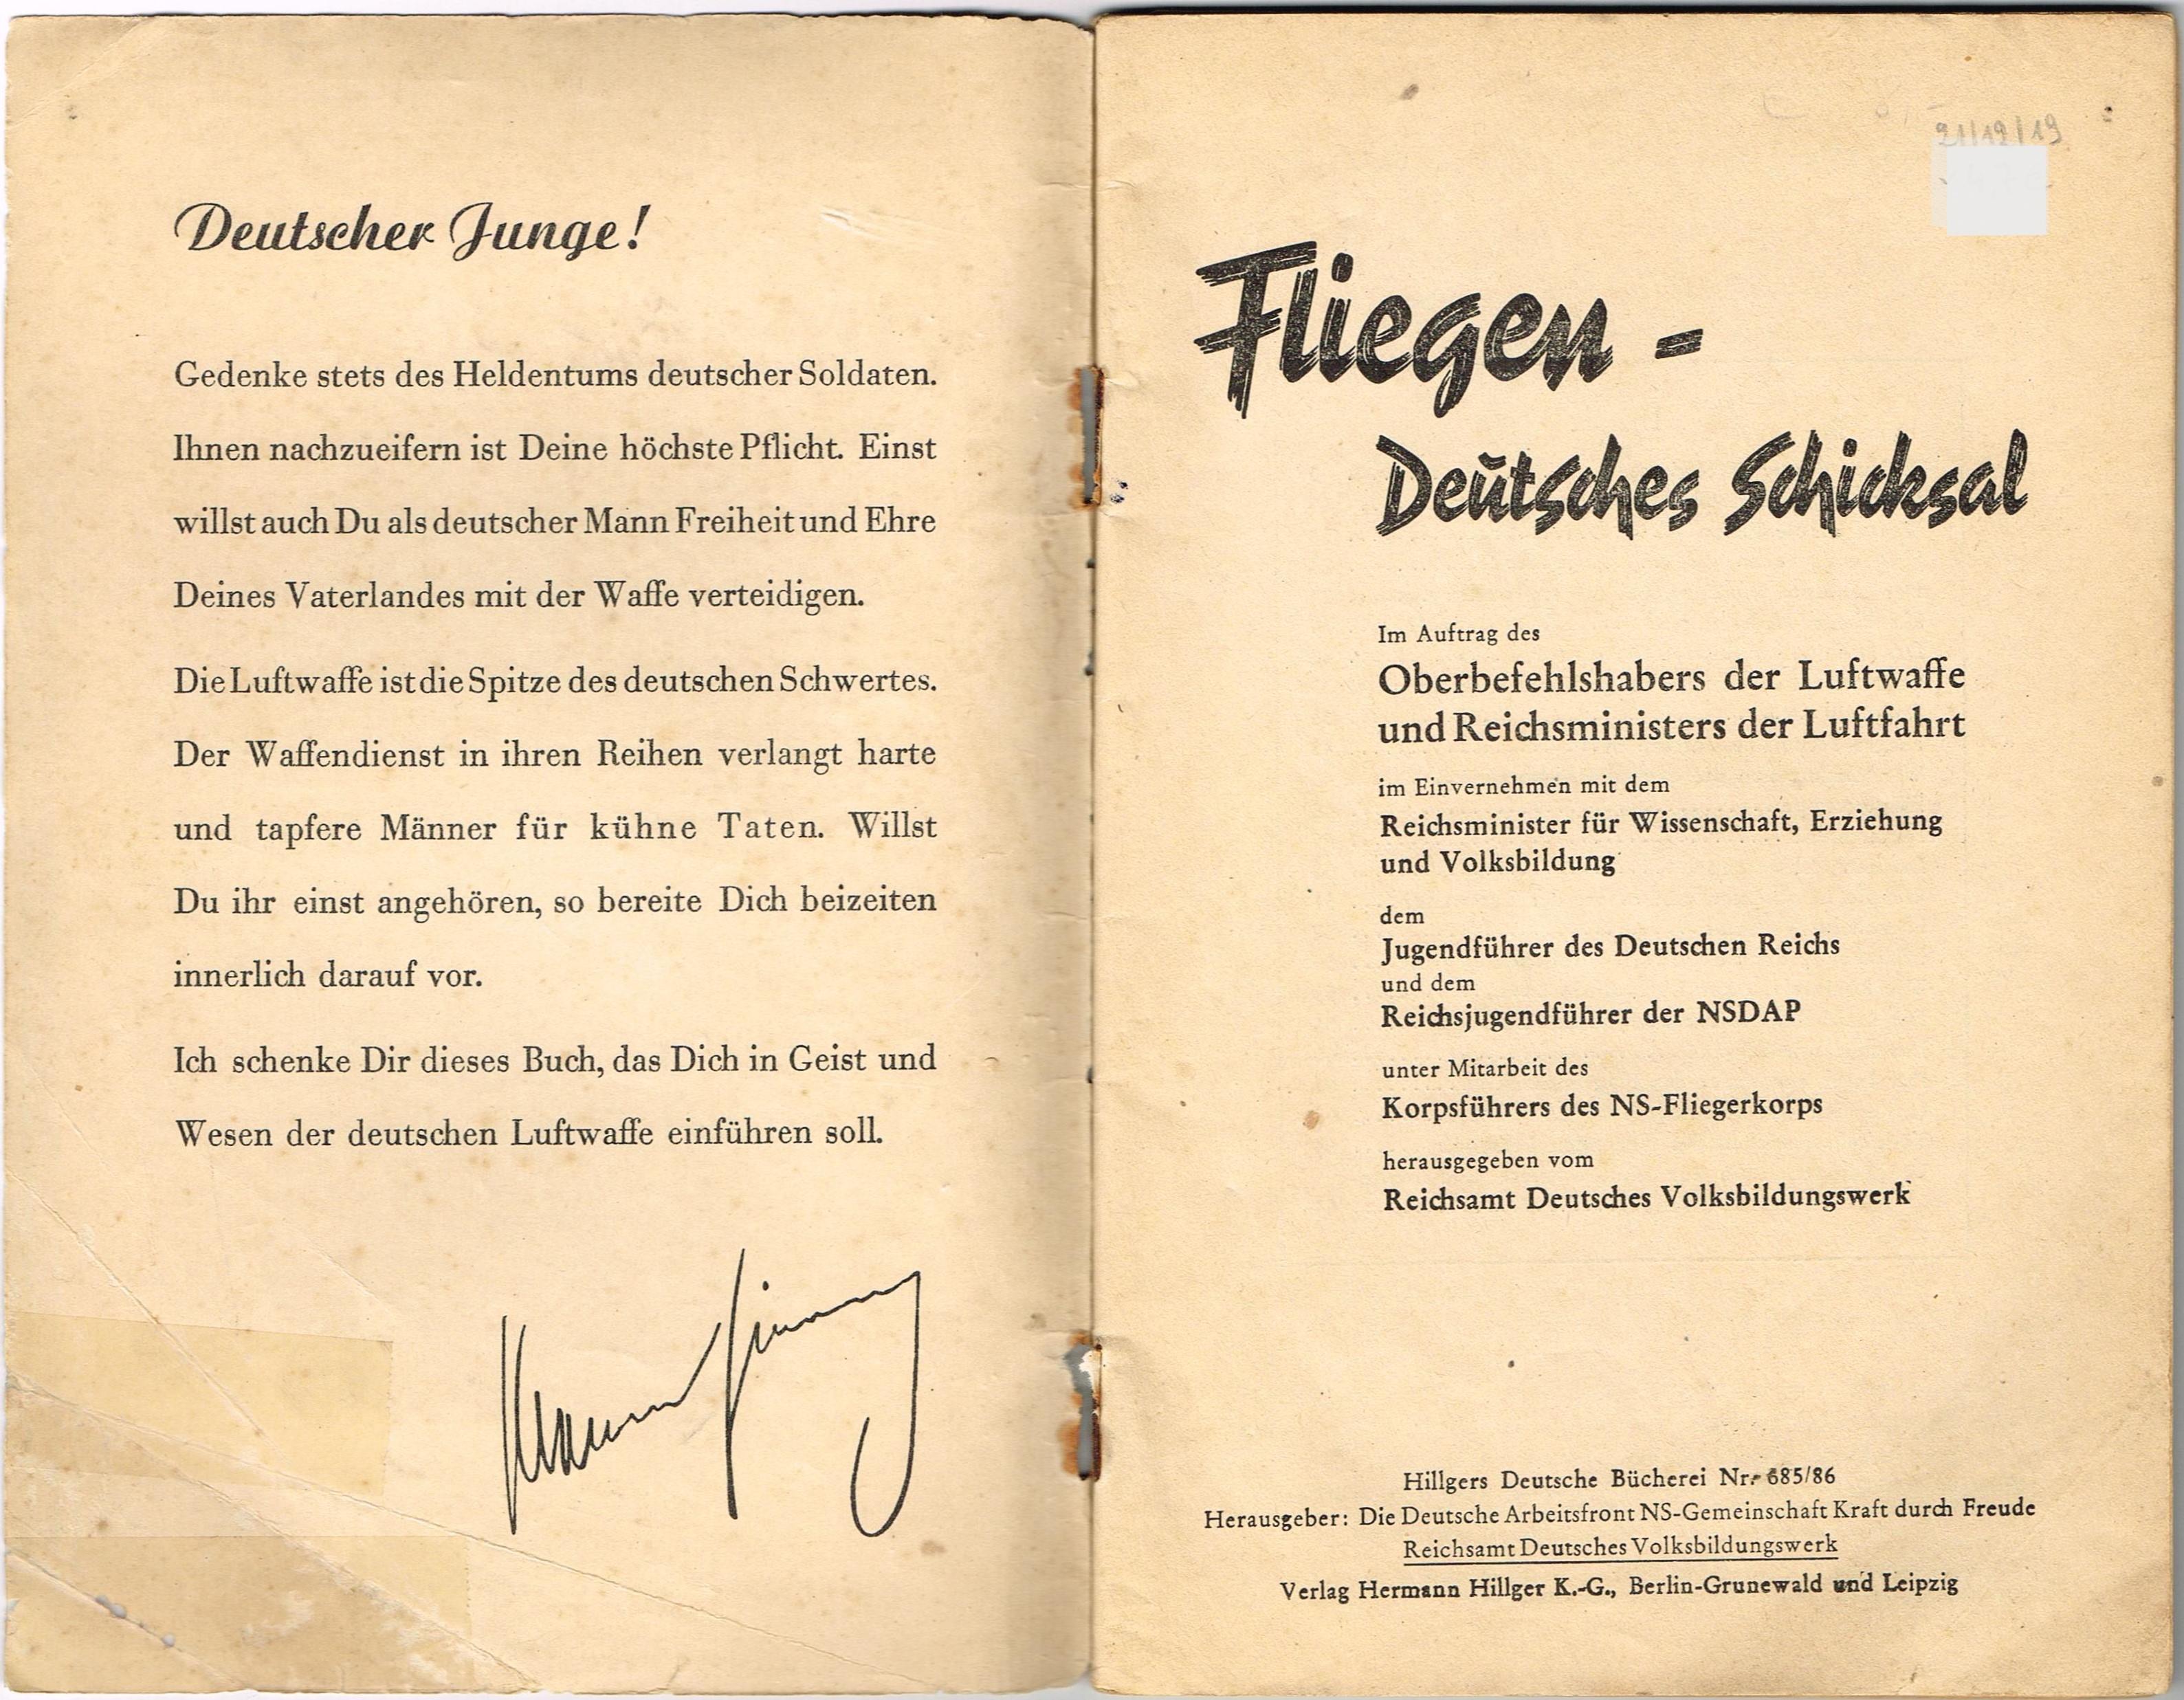 Deutscher Junge!
Gedenke stets des Heldentums deutscher Soldaten.
Ihnen nachzueifern ist Deine höchste Pflicht. Einst
willst auch Du als deutscher Mann Freiheit und Ehre
Deines Vaterlandes mit der Waffe verteidigen.
Die Luftwaffe ist die Spitze des deutschen Schwertes.
Der Waffendienst in ihren Reihen verlangt harte
und tapfere Männer für kühne Taten. Willst
Du ihr einst angehören, so bereite Dich beizeiten
innerlich darauf vor.
Ich schenke Dir dieses Buch, das Dich in Geist und
Wesen der deutschen Luftwaffe einführen soll.
21/12/19
Fliegen -
Deutsches Schicksal
Im Auftrag des
Oberbefehlshabers der Luftwaffe
und Reichsministers der Luftfahrt
im Einvernehmen mit dem
Reichsminister für Wissenschaft, Erziehung
und Volksbildung
dem
Jugendführer des Deutschen Reichs
und dem
Reichsjugendführer der NSDAP
unter Mitarbeit des
Korpsführers des NS-Fliegerkorps
herausgegeben vom
Reichsamt Deutsches Volksbildungswerk
Hillgers Deutsche Bücherei Nr. 685/86
Herausgeber: Die Deutsche Arbeitsfront NS-Gemeinschaft Kraft durch Freude
Reichsamt Deutsches Volksbildungswerk
Verlag Hermann Hillger K.-G., Berlin-Grunewald und Leipzig